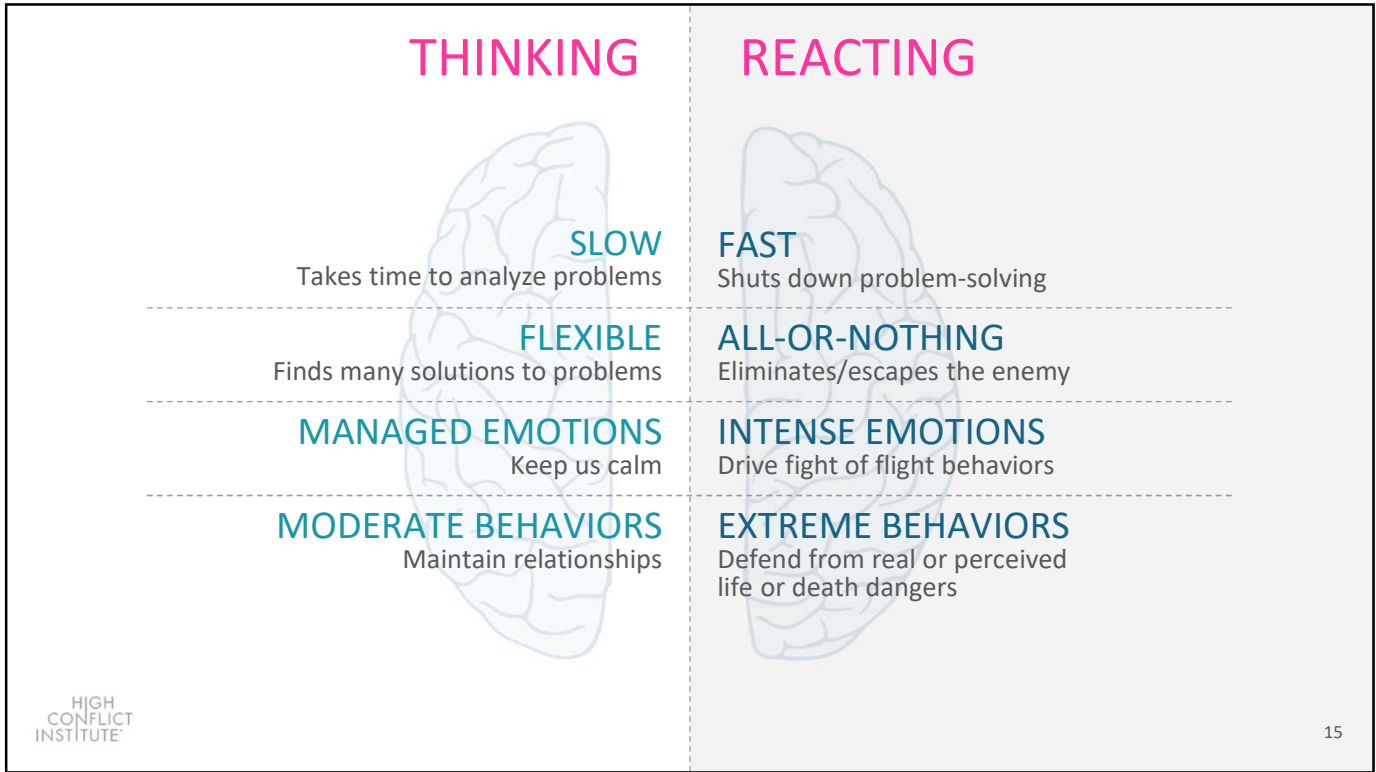 THINKING
REACTING
SLOW
Takes time to analyze problems
FAST
Shuts down problem-solving
FLEXIBLE
Finds many solutions to problems
ALL-OR-NOTHING
Eliminates/escapes the enemy
MANAGED EMOTIONS
Keep us calm
INTENSE EMOTIONS
Drive fight of flight behaviors
MODERATE BEHAVIORS
Maintain relationships
EXTREME BEHAVIORS
Defend from real or perceived
life or death dangers
HIGH
CONFLICT
INSTITUTE®
15